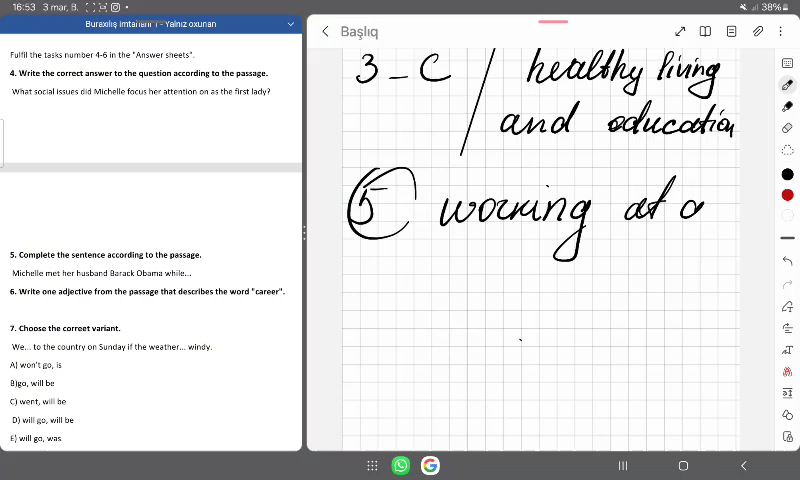 16:53 3 mar, B.
38%
Buraxılış imtahanı 1 - Yalnız oxunan
Fulfil the tasks number 4-6 in the "Answer sheets".
4. Write the correct answer to the question according to the passage.
What social issues did Michelle focus her attention on as the first lady?
5. Complete the sentence according to the passage.
Michelle met her husband Barack Obama while...
6. Write one adjective from the passage that describes the word "career".
7. Choose the correct variant.
We... to the country on Sunday if the weather... windy.
A) won't go, is
B)go, will be
C) went, will be
D) will go, will be
E) will go, was
Başlıq
3 - C / healthy living
and education
5 working at a